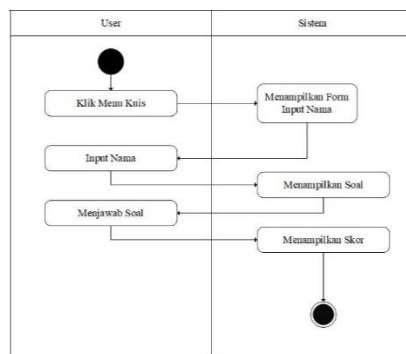 User
Sistem
Klik Menu Kuis
Menampilkan Form
Input Nama
Input Nama
Menampilkan Soal
Menjawab Soal
Menampilkan Skor